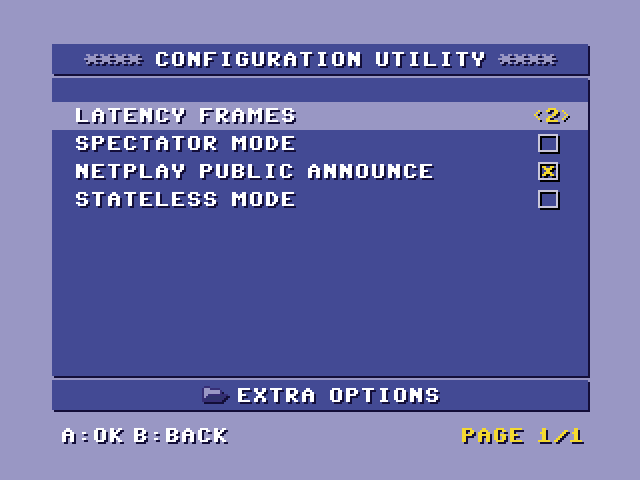 **** CONFIGURATION UTILITY ****
LATENCY FRAMES <2>
SPECTATOR MODE
NETPLAY PUBLIC ANNOUNCE
STATELESS MODE
EXTRA OPTIONS
A:OK B:BACK PAGE 1/1